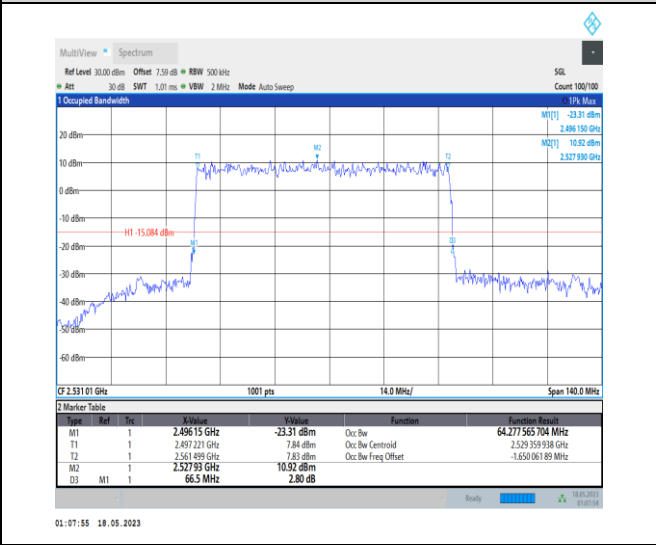 MultiView Spectrum
Ref Level 30.00 dBm Offset 7.59 dB RBW 500 kHz SGL
Att 30 dB SWT 1.01 ms VBW 2 MHz Mode Auto Sweep Count 100/100
1 Occupied Bandwidth 1Pk Max
M1[1] -23.31 dBm
2.496 150 GHz
M2[1] 10.92 dBm
2.527 930 GHz
20 dBm
M2
T1 T2
10 dBm
0 dBm
-10 dBm
H1 -15.084 dBm
M1 D3
-20 dBm
-30 dBm
-40 dBm
-50 dBm
-60 dBm
CF 2.531 01 GHz 1001 pts 14.0 MHz/ Span 140.0 MHz
2 Marker Table
Type Ref Trc X-Value Y-Value Function Function Result
M1 1 2.496 15 GHz -23.31 dBm Occ Bw 64.277 565 704 MHz
T1 1 2.497 221 GHz 7.84 dBm Occ Bw Centroid 2.529 359 938 GHz
T2 1 2.561 499 GHz 7.83 dBm Occ Bw Freq Offset -1.650 061 89 MHz
M2 1 2.527 93 GHz 10.92 dBm
D3 M1 1 66.5 MHz 2.80 dB
Ready 18.05.2023
01:07:54
01:07:55 18.05.2023